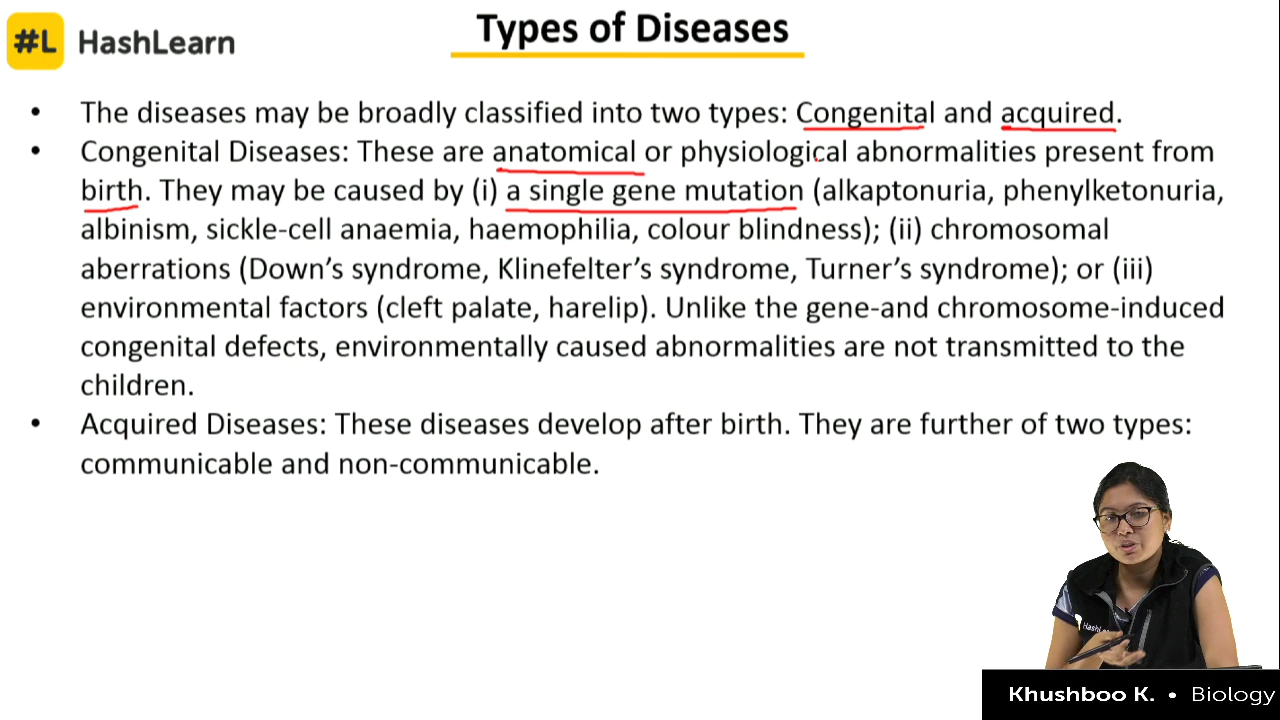 #L HashLearn
Types of Diseases
• The diseases may be broadly classified into two types: Congenital and acquired.
• Congenital Diseases: These are anatomical or physiological abnormalities present from
birth. They may be caused by (i) a single gene mutation (alkaptonuria, phenylketonuria,
albinism, sickle-cell anaemia, haemophilia, colour blindness); (ii) chromosomal
aberrations (Down’s syndrome, Klinefelter’s syndrome, Turner’s syndrome); or (iii)
environmental factors (cleft palate, harelip). Unlike the gene-and chromosome-induced
congenital defects, environmentally caused abnormalities are not transmitted to the
children.
• Acquired Diseases: These diseases develop after birth. They are further of two types:
communicable and non-communicable.
Khushboo K. • Biology